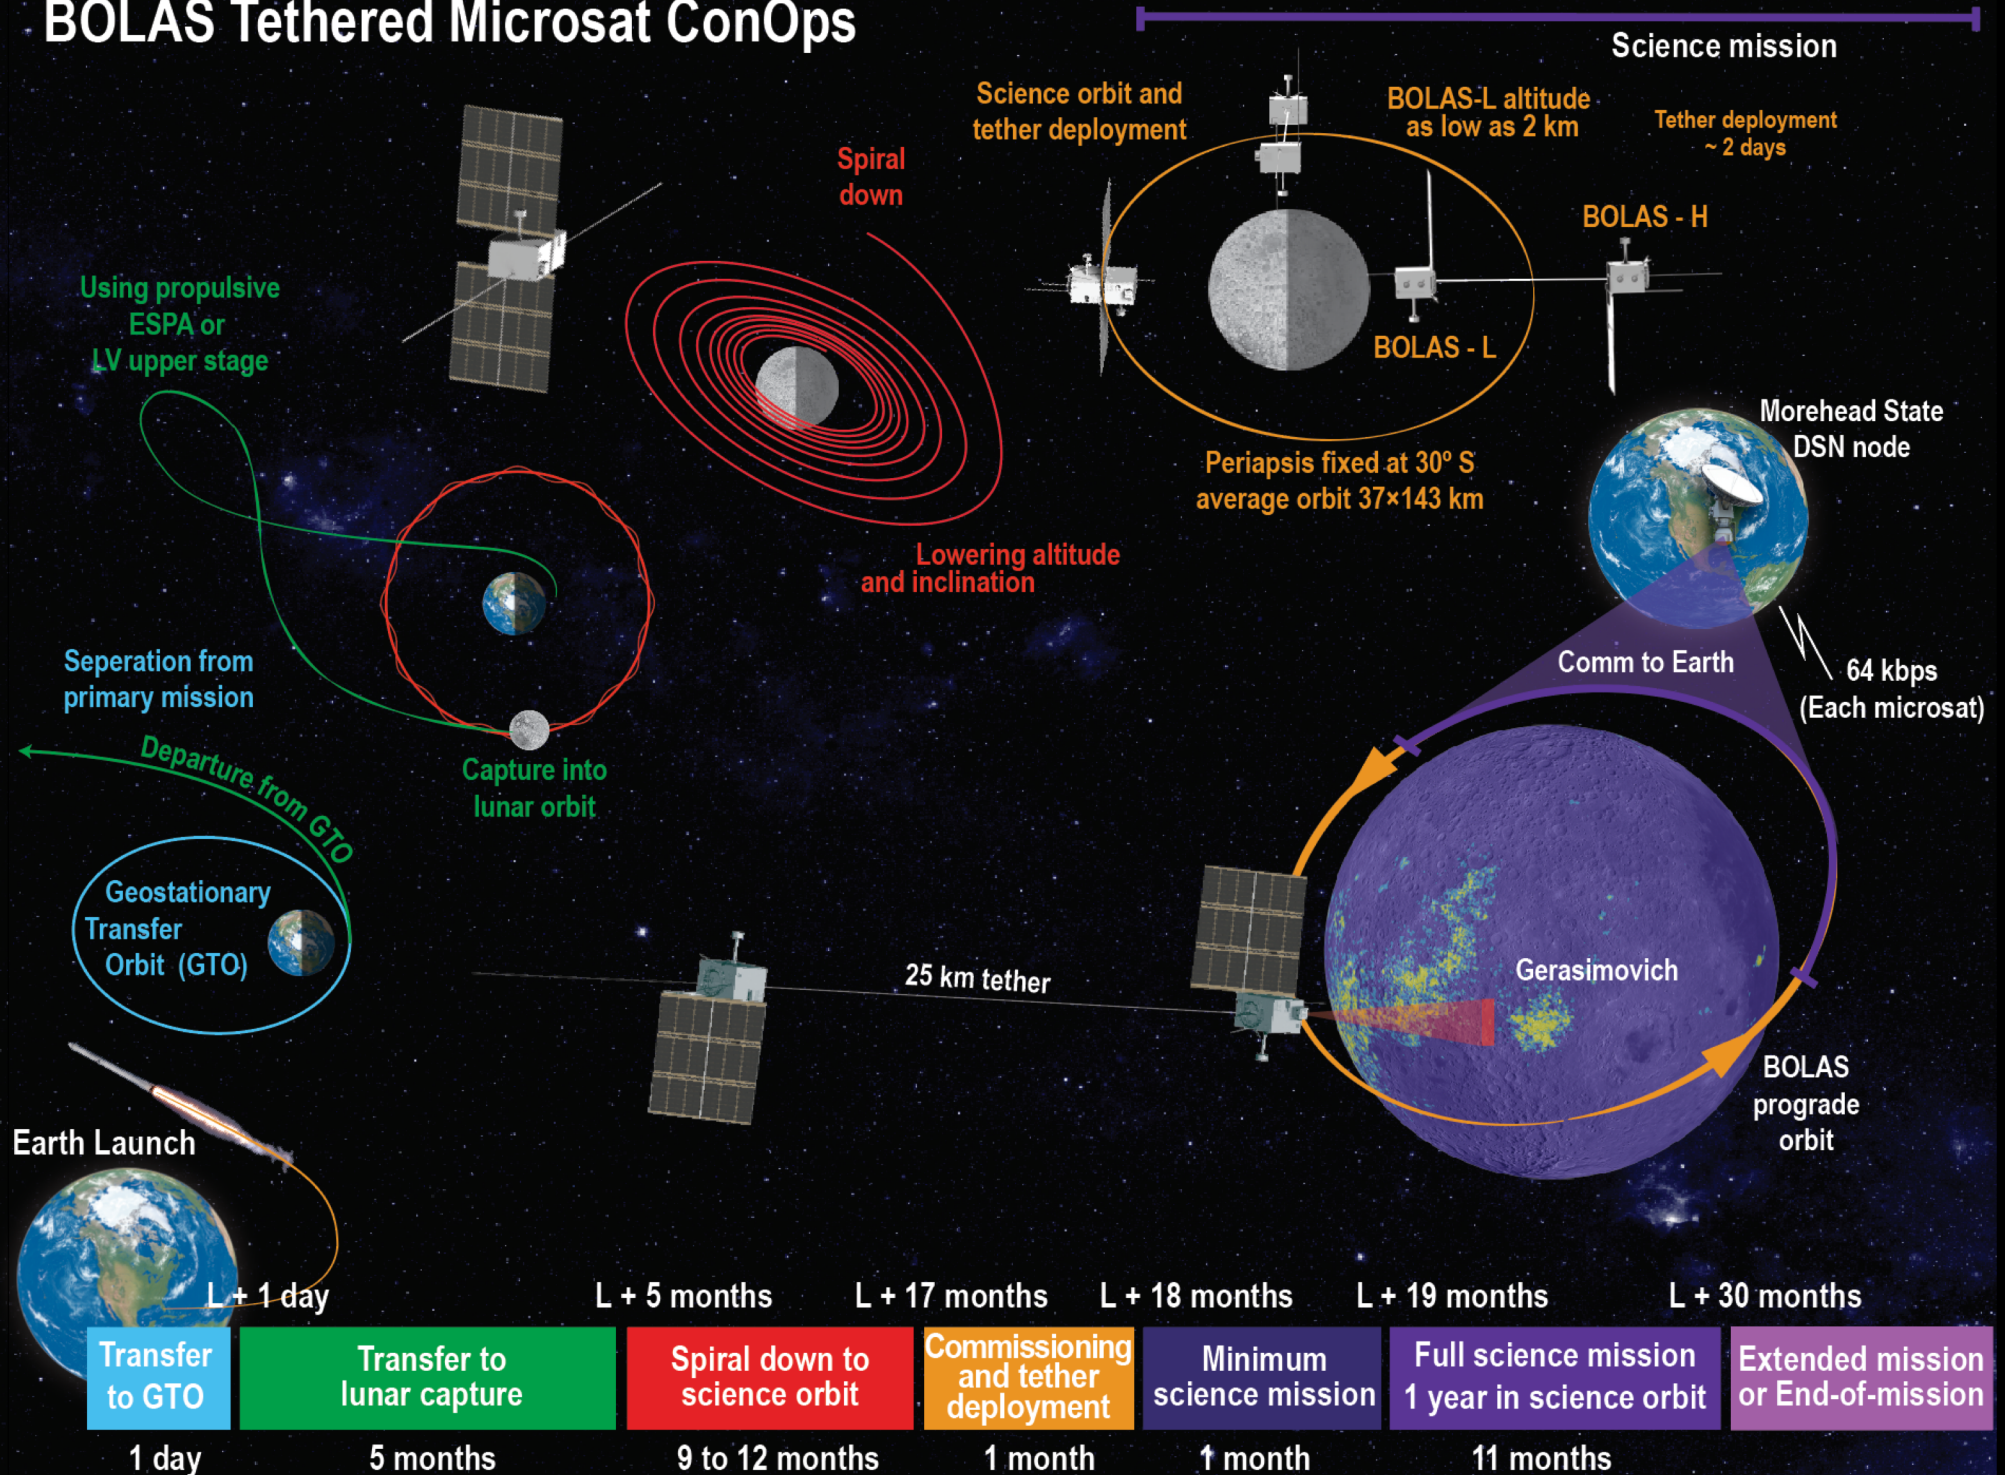 BOLAS Tethered Microsat ConOps
Science mission
Science orbit and
tether deployment
BOLAS-L altitude
as low as 2 km
Tether deployment
~ 2 days
Spiral
down
BOLAS - H
BOLAS - L
Using propulsive
ESPA or
LV upper stage
Periapsis fixed at 30º S
average orbit 37×143 km
Morehead State
DSN node
Lowering altitude
and inclination
Seperation from
primary mission
Comm to Earth
64 kbps
(Each microsat)
Departure from GTO
Capture into
lunar orbit
Geostationary
Transfer
Orbit (GTO)
25 km tether
Gerasimovich
BOLAS
prograde
orbit
Earth Launch
L + 1 day
L + 5 months
L + 17 months
L + 18 months
L + 19 months
L + 30 months
Transfer
to GTO
Transfer to
lunar capture
Spiral down to
science orbit
Commissioning
and tether
deployment
Minimum
science mission
Full science mission
1 year in science orbit
Extended mission
or End-of-mission
1 day
5 months
9 to 12 months
1 month
1 month
11 months